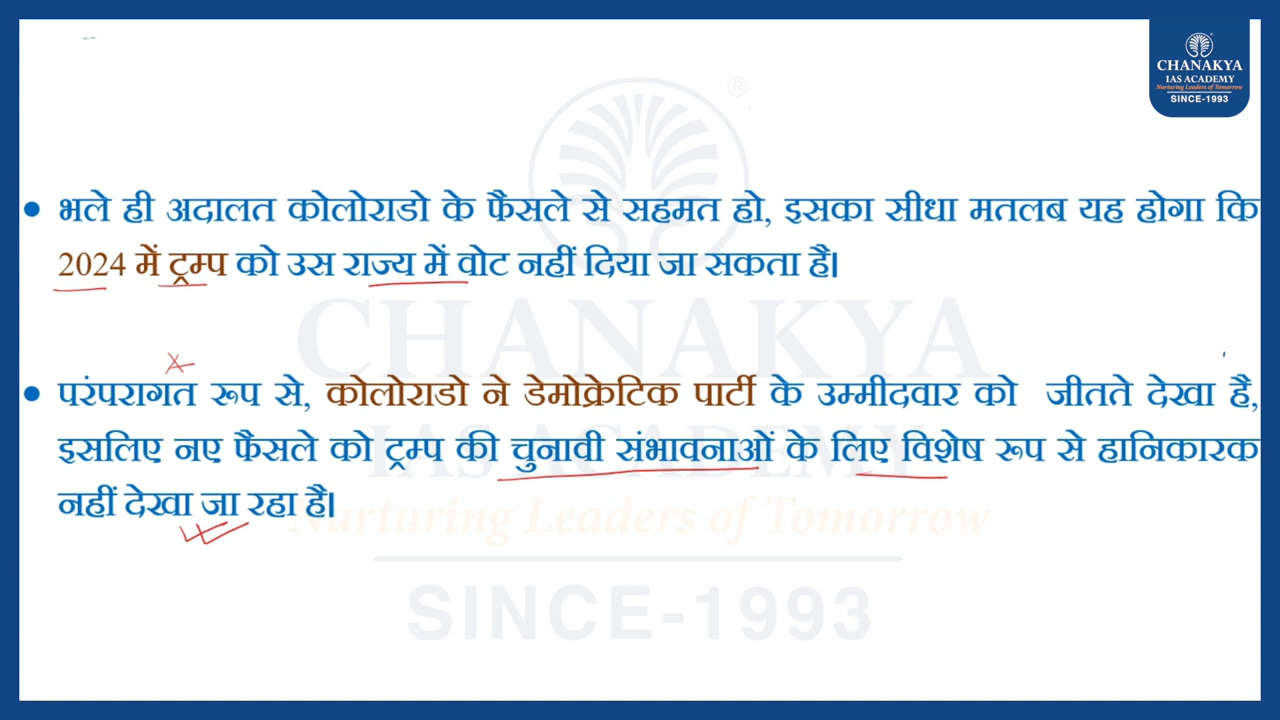 CHANAKYA
IAS ACADEMY
Nurturing Leaders of Tomorrow
SINCE-1993
• भले ही अदालत कोलोराडो के फैसले से सहमत हो, इसका सीधा मतलब यह होगा कि
2024 में ट्रम्प को उस राज्य में वोट नहीं दिया जा सकता है।
CHANAKYA
• परंपरागत रूप से, कोलोराडो ने डेमोक्रेटिक पार्टी के उम्मीदवार को जीतते देखा है,
इसलिए नए फैसले को ट्रम्प की चुनावी संभावनाओं के लिए विशेष रूप से हानिकारक
IAS ACADEMY
नहीं देखा जा रहा है।
Nurturing Leaders of Tomorrow
SINCE-1993